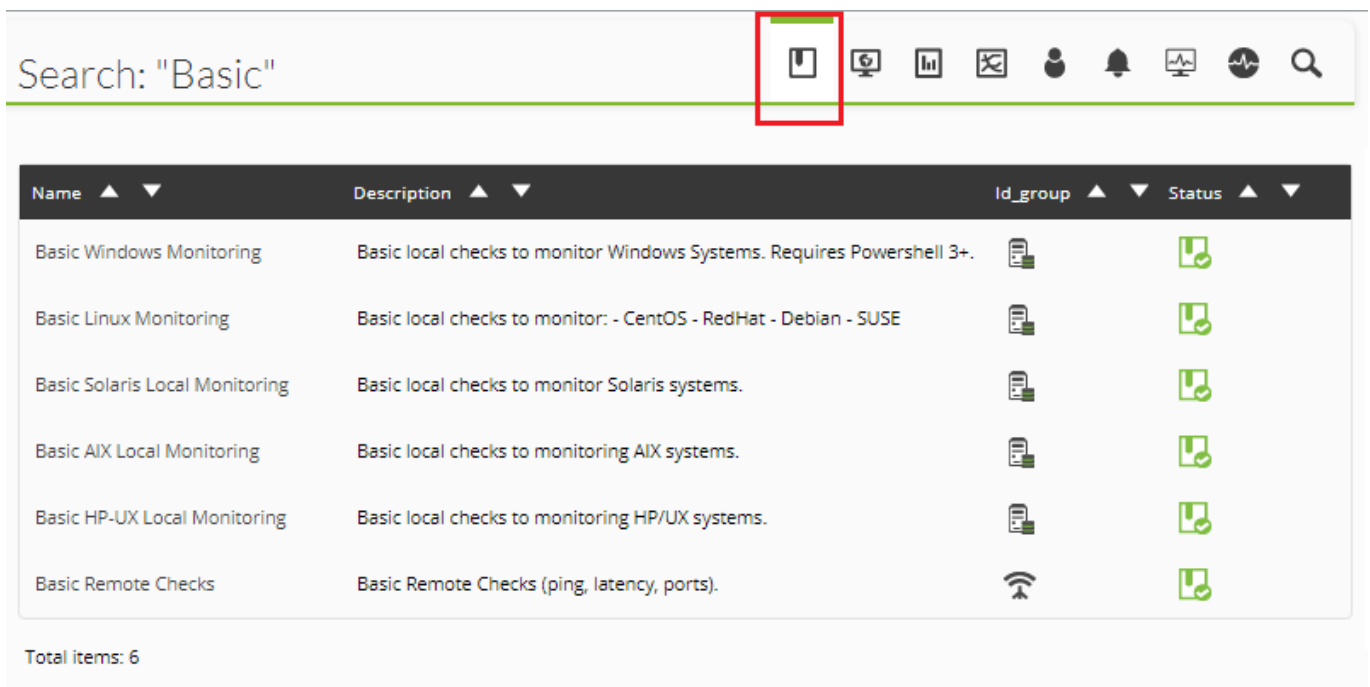 Search: "Basic"
Name Description Id_group Status
Basic Windows Monitoring Basic local checks to monitor Windows Systems. Requires Powershell 3+.
Basic Linux Monitoring Basic local checks to monitor: - CentOS - RedHat - Debian - SUSE
Basic Solaris Local Monitoring Basic local checks to monitor Solaris systems.
Basic AIX Local Monitoring Basic local checks to monitoring AIX systems.
Basic HP-UX Local Monitoring Basic local checks to monitoring HP/UX systems.
Basic Remote Checks Basic Remote Checks (ping, latency, ports).
Total items: 6